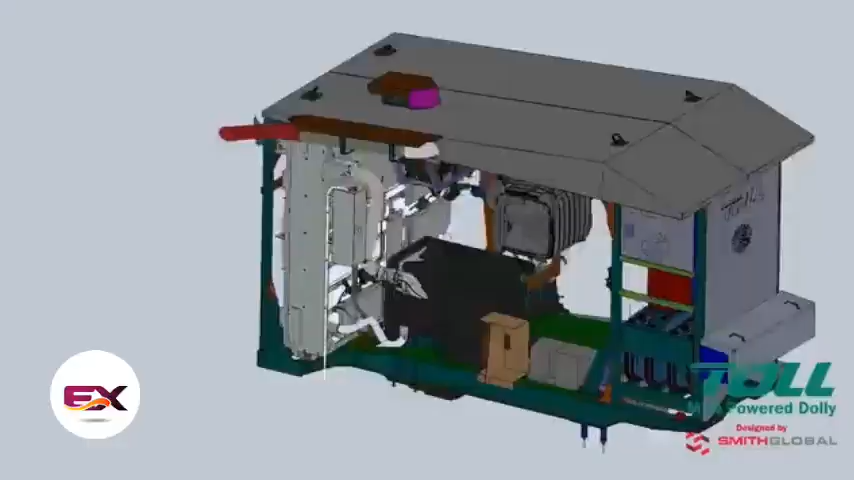 EX
TOLL
Powered Dolly
Designed by
SMITHGLOBAL